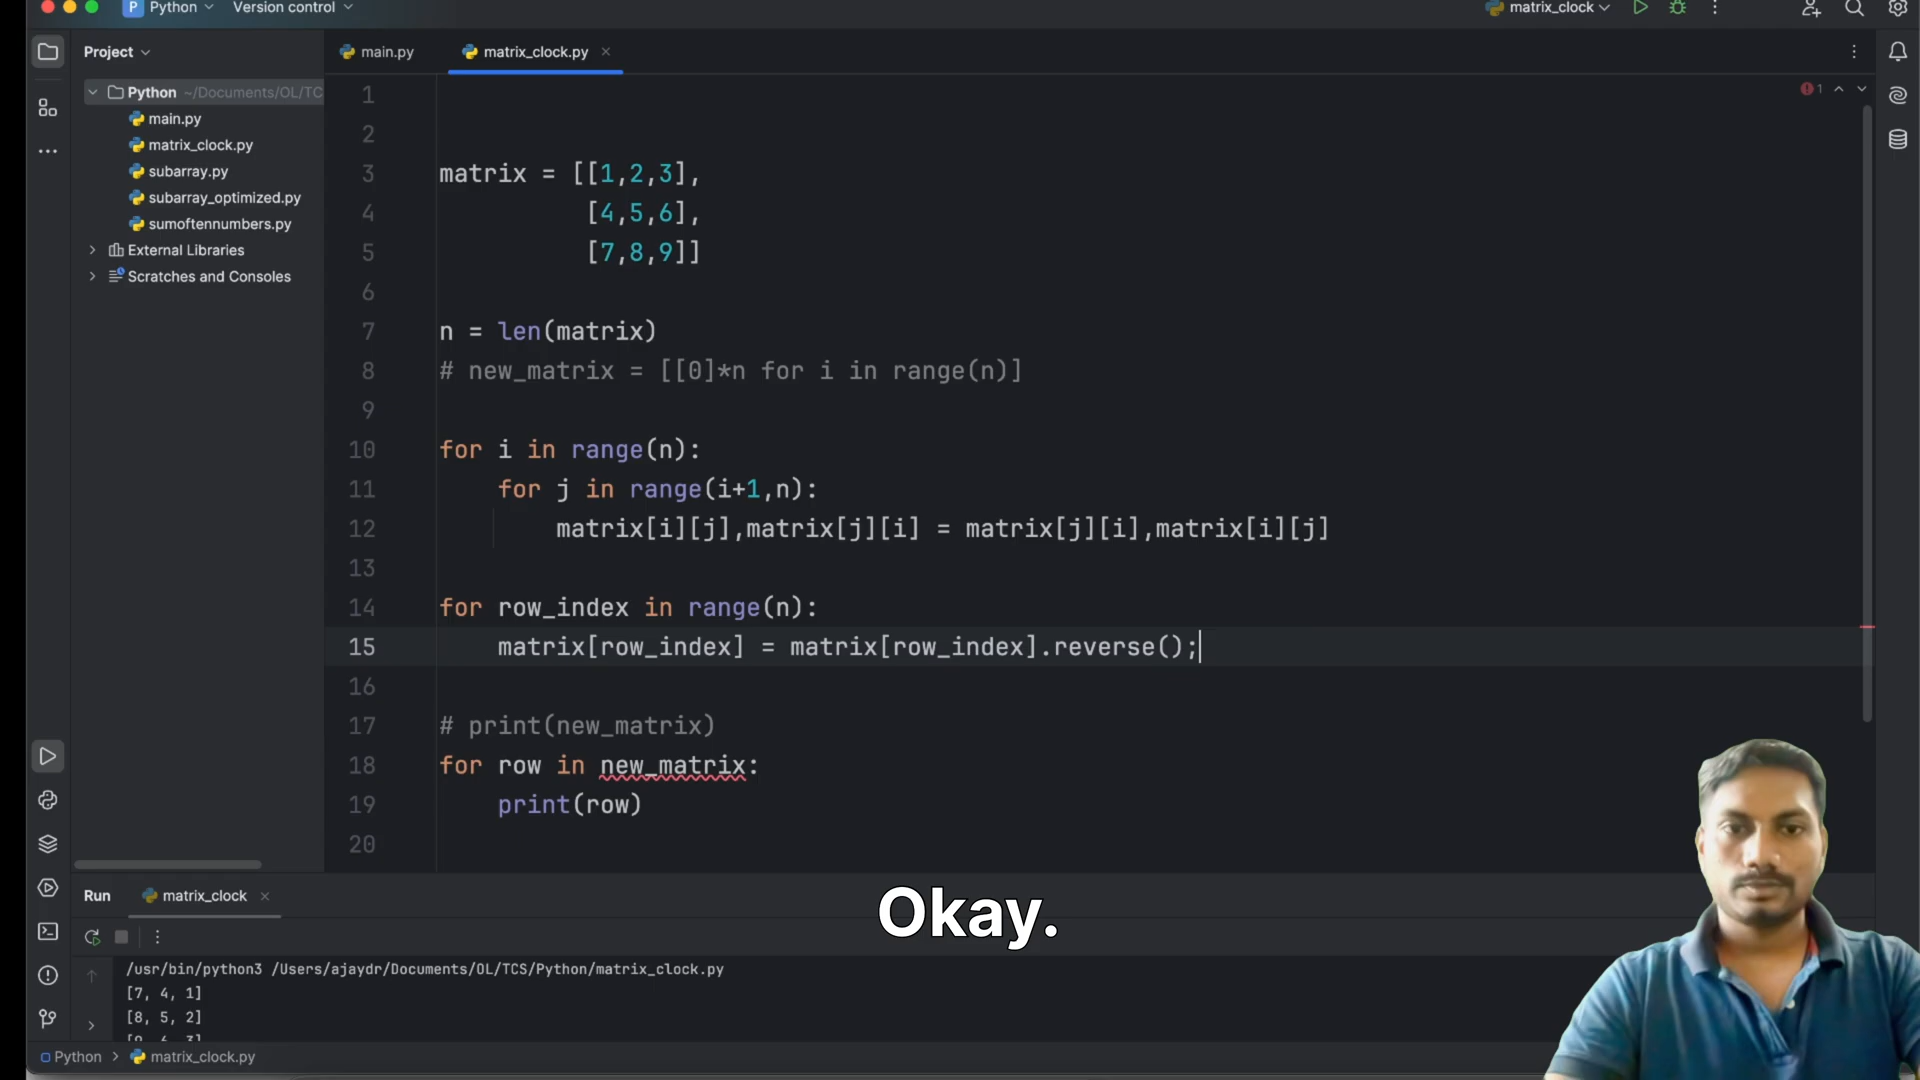 P Python Version control
matrix_clock
Project
main.py
matrix_clock.py
Python ~/Documents/OL/TC
main.py
matrix_clock.py
subarray.py
subarray_optimized.py
sumoftennumbers.py
External Libraries
Scratches and Consoles
1
1
2
3 matrix = [[1,2,3],
4 [4,5,6],
5 [7,8,9]]
6
7 n = len(matrix)
8 # new_matrix = [[0]*n for i in range(n)]
9
10 for i in range(n):
11 for j in range(i+1,n):
12 matrix[i][j],matrix[j][i] = matrix[j][i],matrix[i][j]
13
14 for row_index in range(n):
15 matrix[row_index] = matrix[row_index].reverse();
16
17 # print(new_matrix)
18 for row in new_matrix:
19 print(row)
20
Run matrix_clock
Okay.
/usr/bin/python3 /Users/ajaydr/Documents/OL/TCS/Python/matrix_clock.py
[7, 4, 1]
[8, 5, 2]
[9, 6, 3]
Python > matrix_clock.py